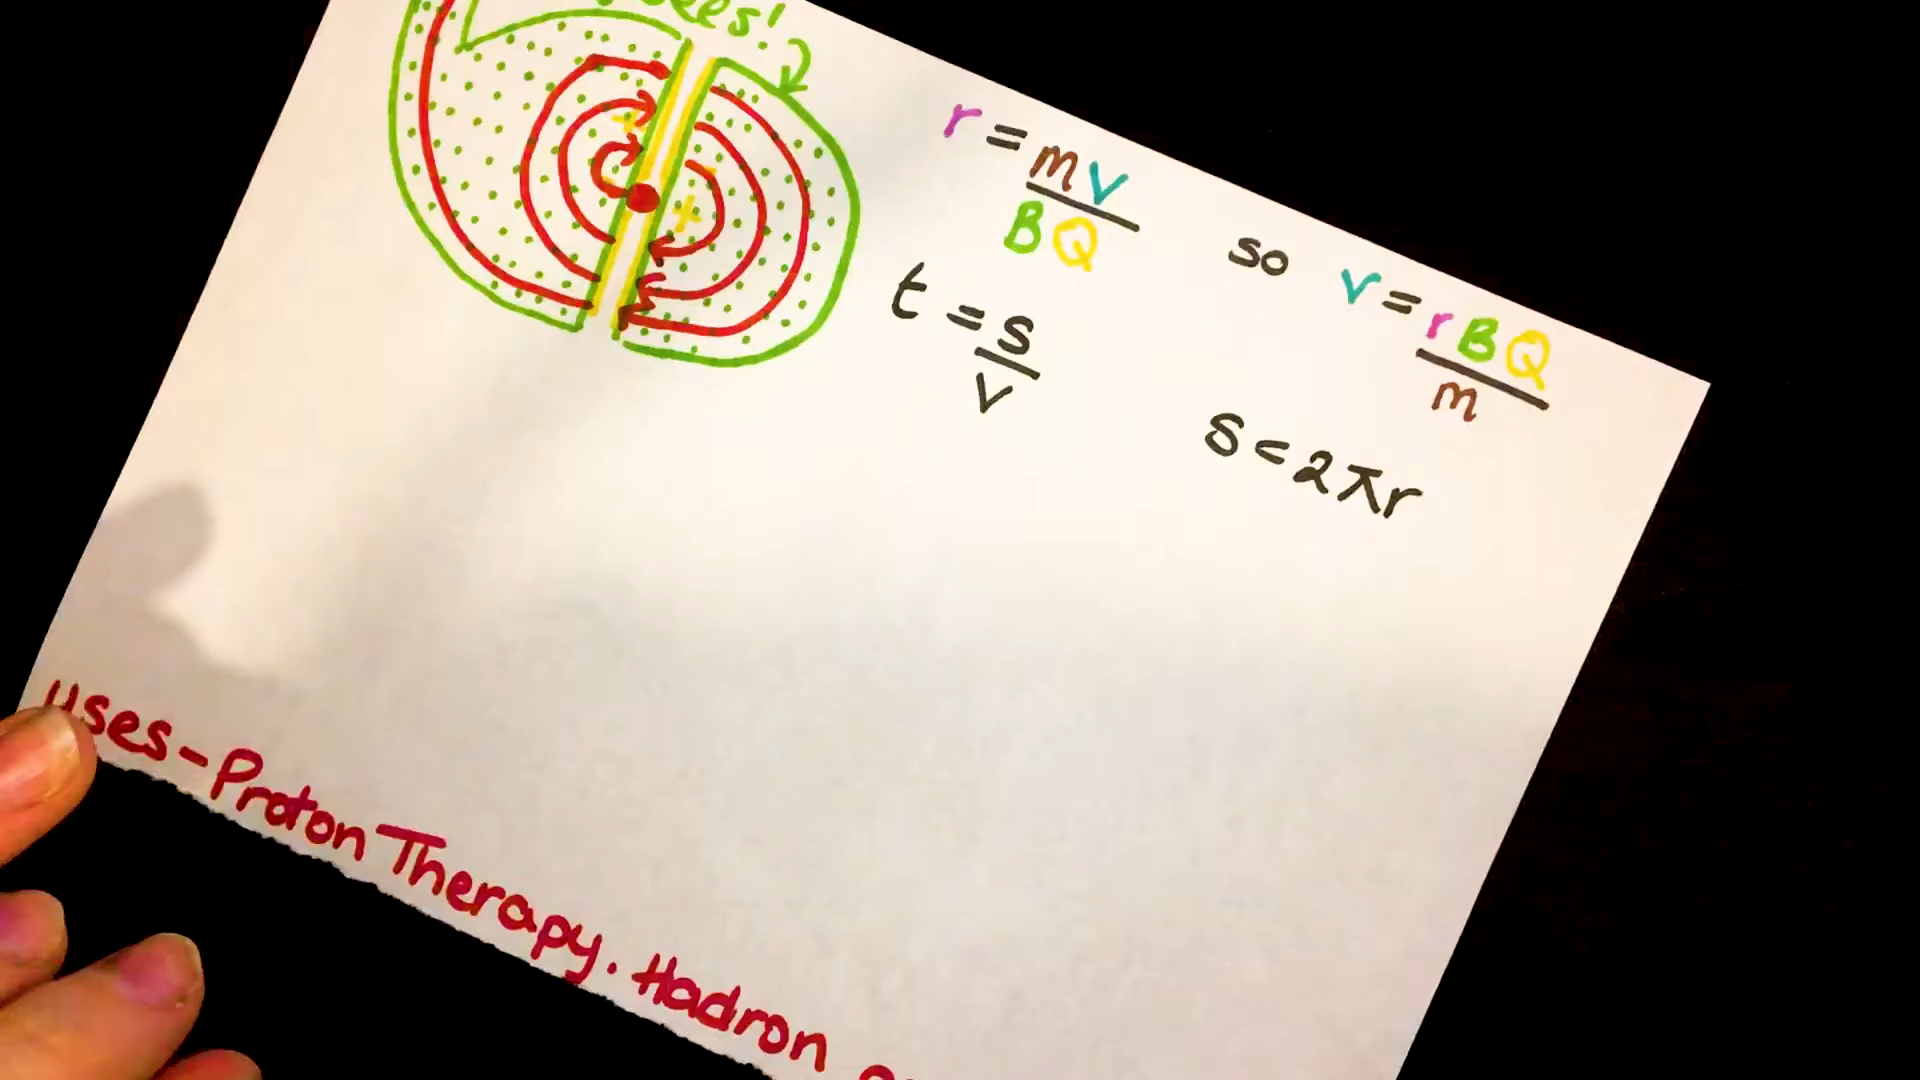 r = mv/BQ so v = rBQ/m
t = s/v s = 2πr
uses - Proton Therapy. Hadron